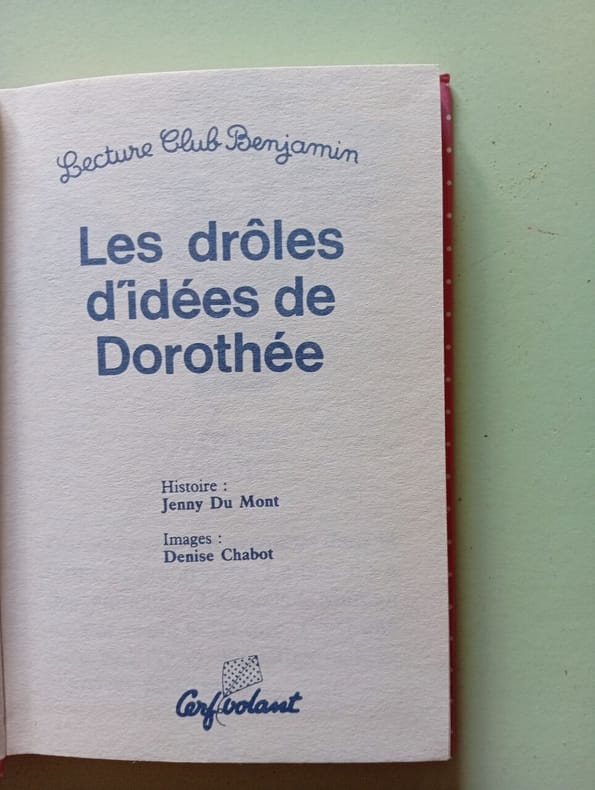 Lecture Club Benjamin
Les drôles
d'idées de
Dorothée
Histoire :
Jenny Du Mont
Images :
Denise Chabot
Cerf volant